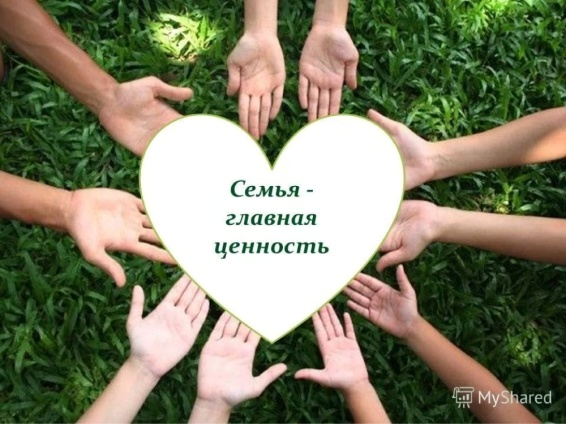 Семья -
главная
ценность
MyShared